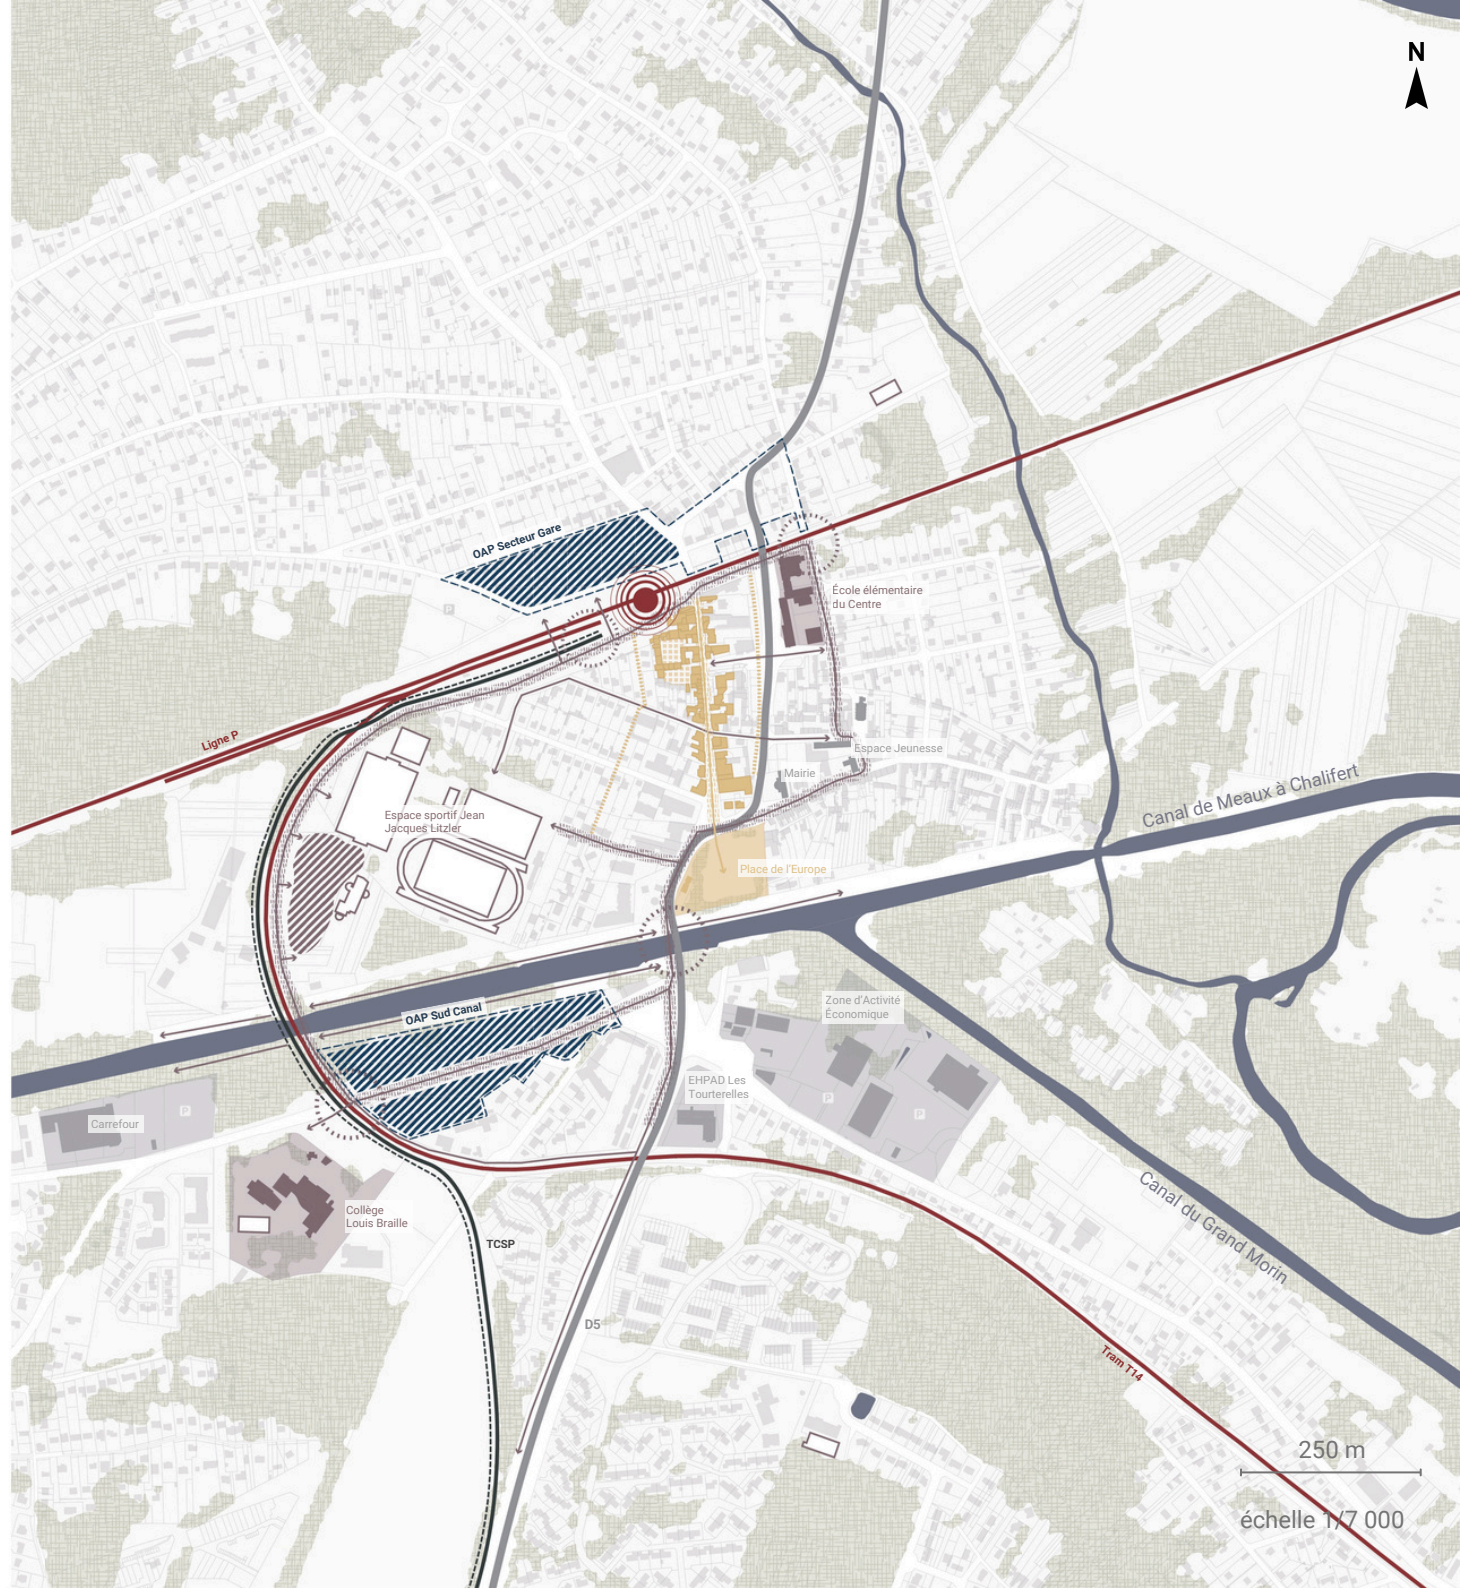 N
OAP Secteur Gare
P
École élémentaire
du Centre
Ligne P
Espace Jeunesse
Mairie
Canal de Meaux à Chalifert
Espace sportif Jean
Jacques Litzler
Place de l'Europe
Zone d'Activité
Économique
OAP Sud Canal
EHPAD Les
Tourterelles
P
P
P
Carrefour
Collège
Louis Braille
Canal du Grand Morin
TCSP
D5
Tram T14
250 m
échelle 1/7 000